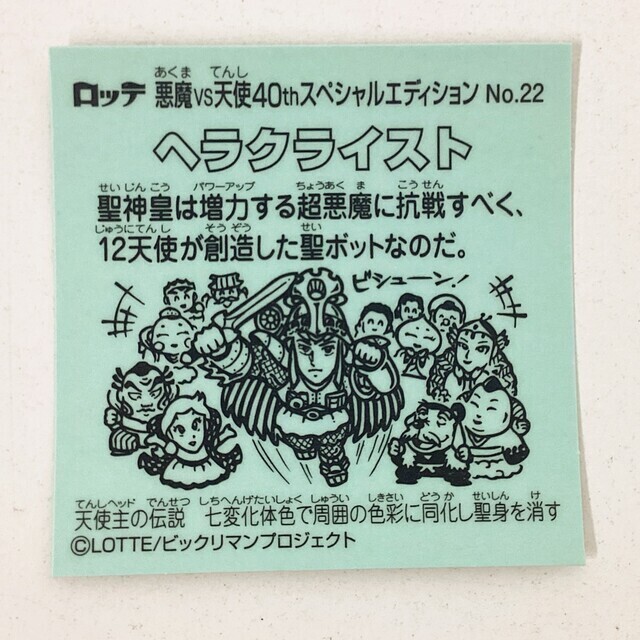 あくま てんし
ロッテ 悪魔VS天使40thスペシャルエディション No.22
ヘラクライスト
せいじんこう パワーアップ ちょうあくま こうせん
聖神皇は増力する超悪魔に抗戦すべく、
じゅうにてんし そうぞう せい
12天使が創造した聖ボットなのだ。
ビシューン!
てんしヘッド でんせつ しちへんげたいしょく しゅうい しきさい どうか せいしん け
天使主の伝説 七変化体色で周囲の色彩に同化し聖身を消す
©LOTTE/ビックリマンプロジェクト